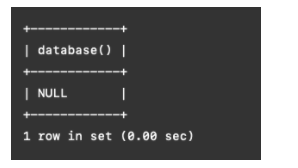 +------------+
| database() |
+------------+
| NULL       |
+------------+
1 row in set (0.00 sec)